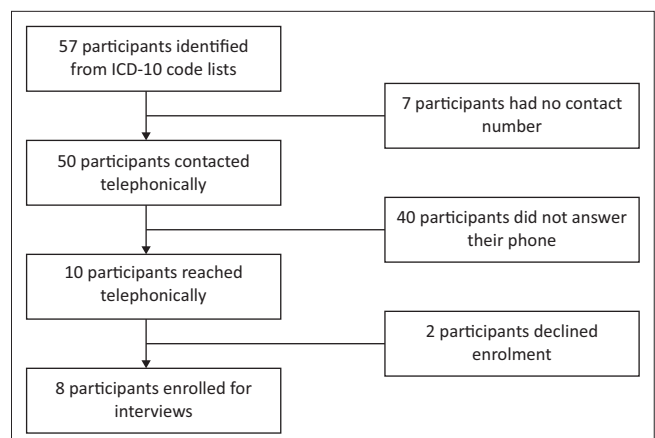 57 participants identified
from ICD-10 code lists
7 participants had no contact
number
50 participants contacted
telephonically
40 participants did not answer
their phone
10 participants reached
telephonically
2 participants declined
enrolment
8 participants enrolled for
interviews